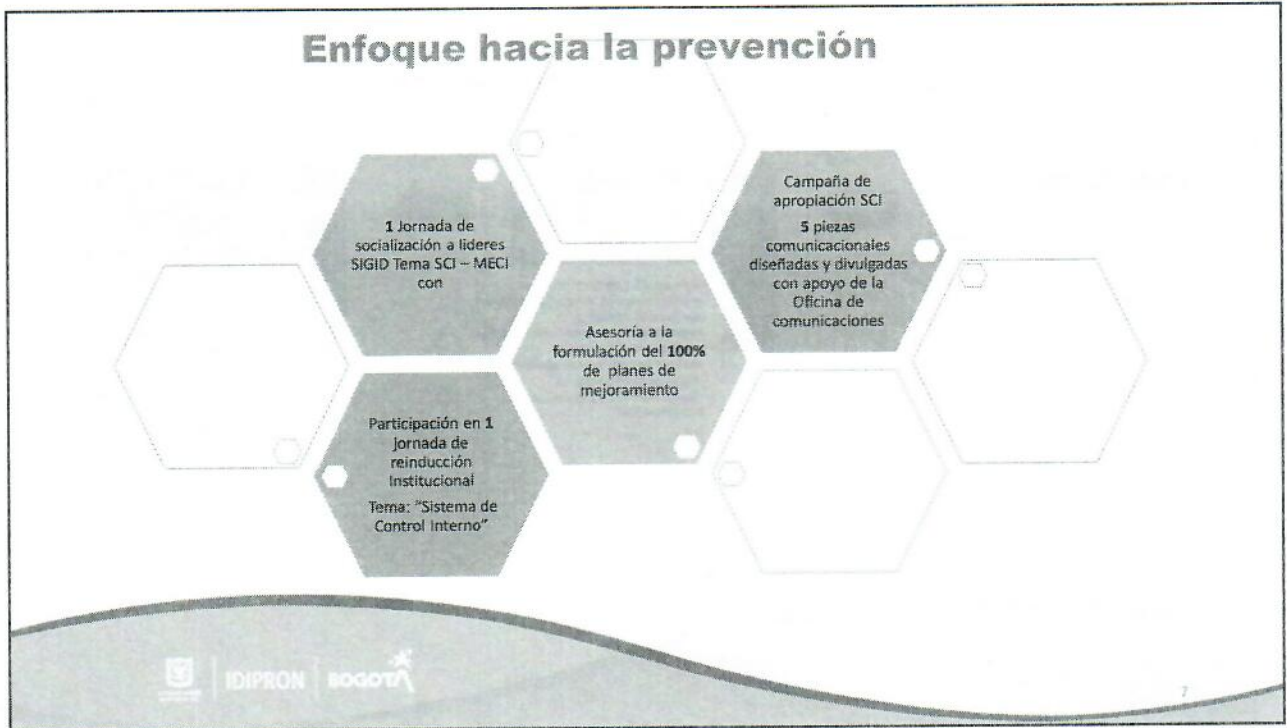 Enfoque hacia la prevención
1 Jornada de
socialización a lideres
SIGID Tema SCI – MECI
con
Campaña de
apropiación SCI
5 piezas
comunicacionales
diseñadas y divulgadas
con apoyo de la
Oficina de
comunicaciones
Asesoría a la
formulación del 100%
de planes de
mejoramiento
Participación en 1
Jornada de
reinducción
Institucional
Tema: "Sistema de
Control Interno"
IDIPRON
BOGOTÁ
7